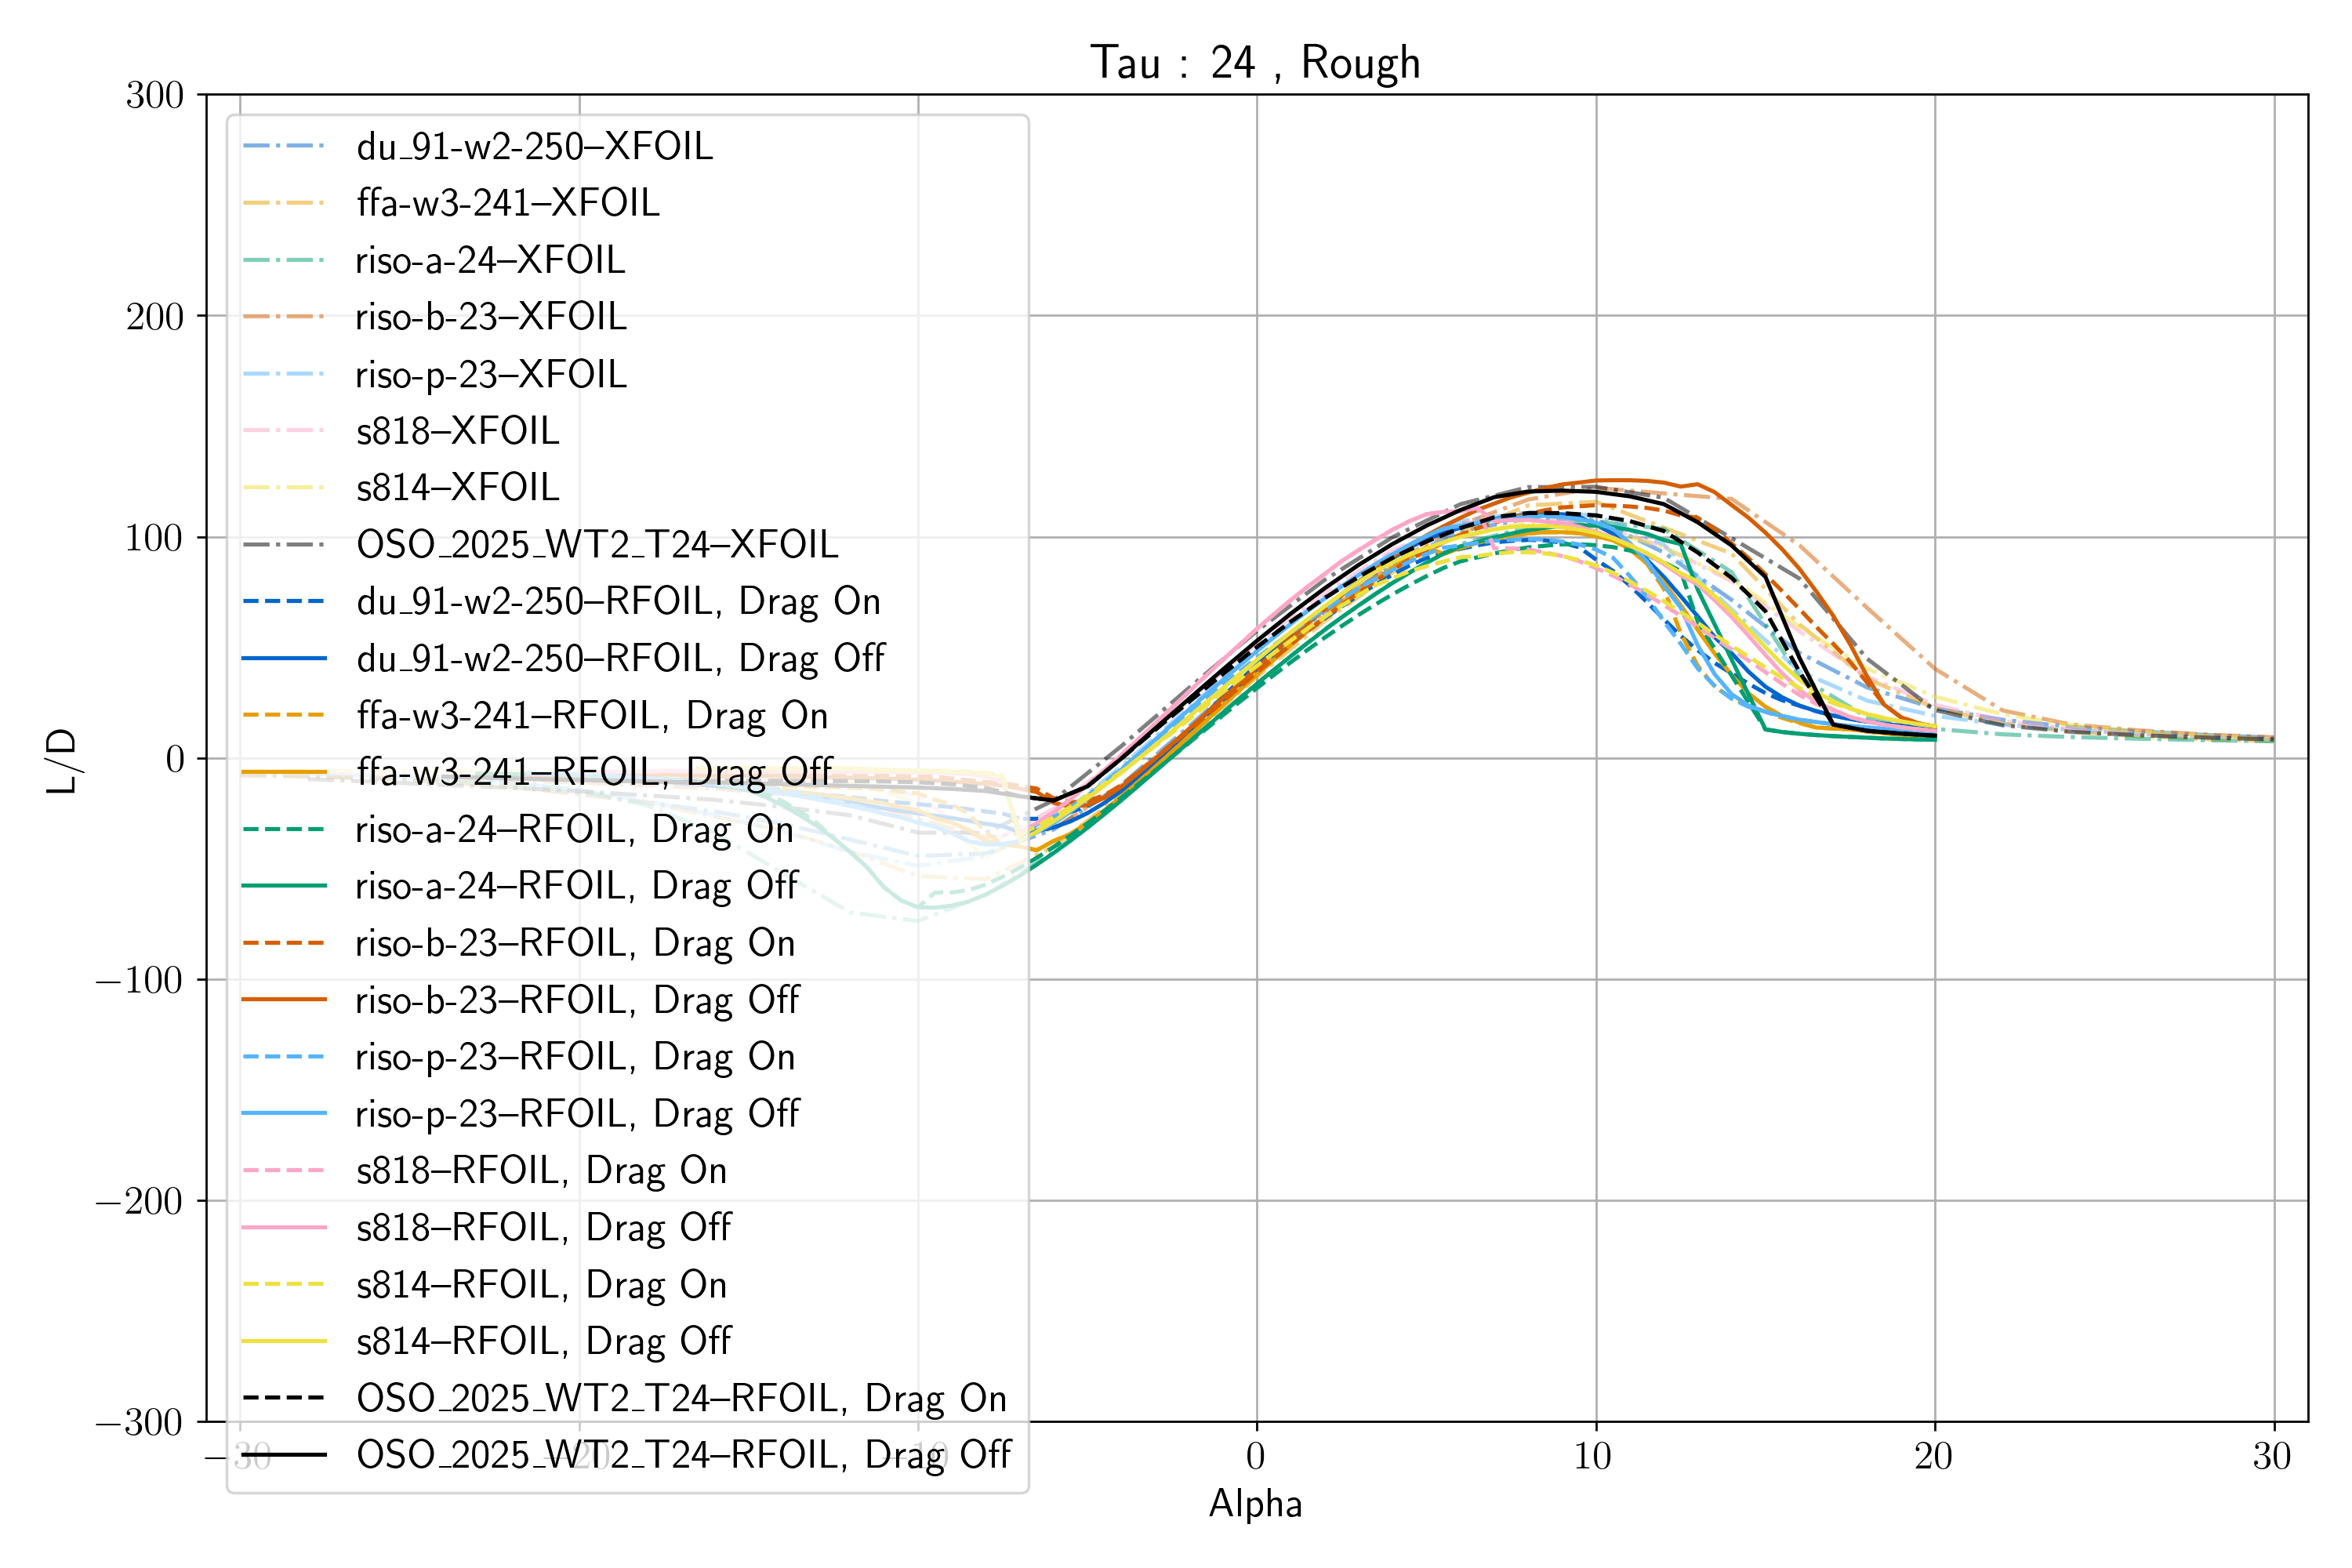 Tau : 24 , Rough
L/D
300
200
100
0
−100
−200
−300
du_91-w2-250–XFOIL
ffa-w3-241–XFOIL
riso-a-24–XFOIL
riso-b-23–XFOIL
riso-p-23–XFOIL
s818–XFOIL
s814–XFOIL
OSO_2025_WT2_T24–XFOIL
du_91-w2-250–RFOIL, Drag On
du_91-w2-250–RFOIL, Drag Off
ffa-w3-241–RFOIL, Drag On
ffa-w3-241–RFOIL, Drag Off
riso-a-24–RFOIL, Drag On
riso-a-24–RFOIL, Drag Off
riso-b-23–RFOIL, Drag On
riso-b-23–RFOIL, Drag Off
riso-p-23–RFOIL, Drag On
riso-p-23–RFOIL, Drag Off
s818–RFOIL, Drag On
s818–RFOIL, Drag Off
s814–RFOIL, Drag On
s814–RFOIL, Drag Off
OSO_2025_WT2_T24–RFOIL, Drag On
OSO_2025_WT2_T24–RFOIL, Drag Off
−30 −20 −10 0 10 20 30
Alpha